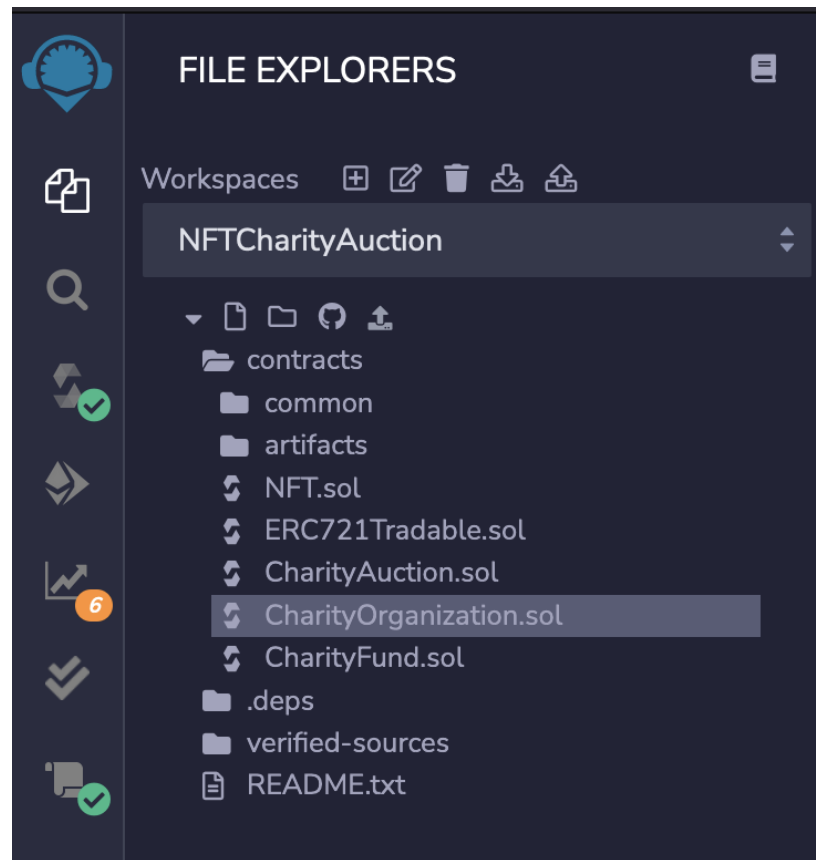 FILE EXPLORERS
Workspaces
NFTCharityAuction
contracts
common
artifacts
NFT.sol
ERC721Tradable.sol
CharityAuction.sol
6
CharityOrganization.sol
CharityFund.sol
.deps
verified-sources
README.txt